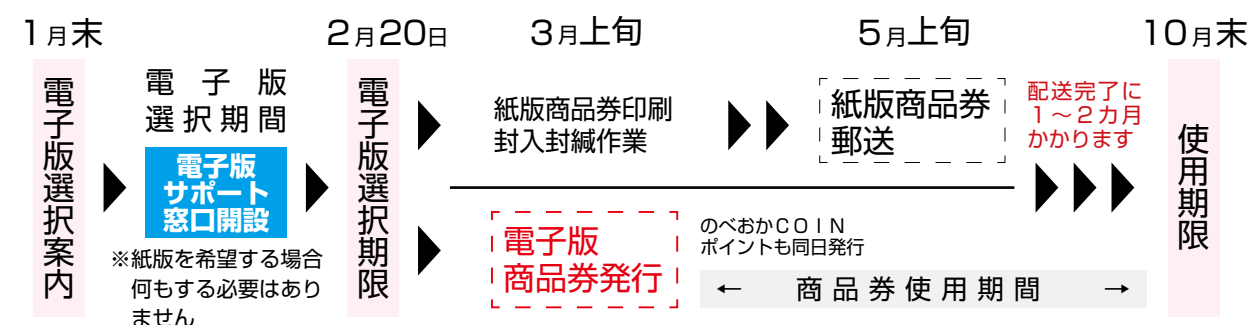 1月末
電子版選択案内
電子版
選択期間
電子版
サポート
窓口開設
※紙版を希望する場合
何もする必要はあり
ません
2月20日
電子版選択期限
3月上旬
紙版商品券印刷
封入封緘作業
電子版
商品券発行
5月上旬
紙版商品券
郵送
配送完了に
1～2カ月
かかります
のべおかCOIN
ポイントも同日発行
← 商品券使用期間 →
10月末
使用期限